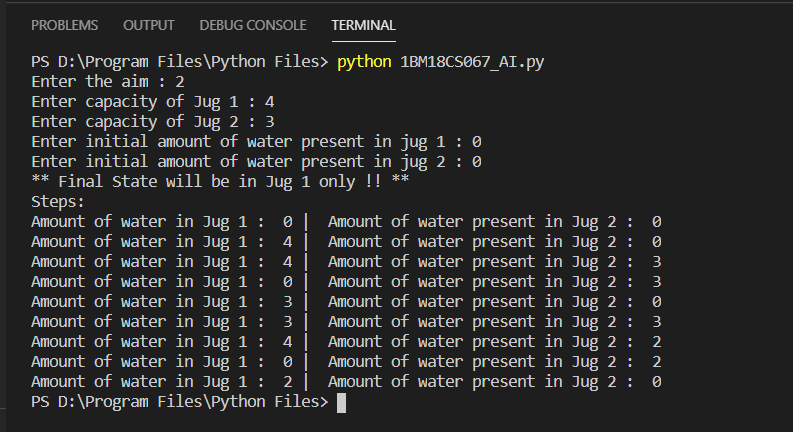 PROBLEMS OUTPUT DEBUG CONSOLE TERMINAL
PS D:\Program Files\Python Files> python 1BM18CS067_AI.py
Enter the aim : 2
Enter capacity of Jug 1 : 4
Enter capacity of Jug 2 : 3
Enter initial amount of water present in jug 1 : 0
Enter initial amount of water present in jug 2 : 0
** Final State will be in Jug 1 only !! **
Steps:
Amount of water in Jug 1 :  0 |  Amount of water present in Jug 2 :  0
Amount of water in Jug 1 :  4 |  Amount of water present in Jug 2 :  0
Amount of water in Jug 1 :  4 |  Amount of water present in Jug 2 :  3
Amount of water in Jug 1 :  0 |  Amount of water present in Jug 2 :  3
Amount of water in Jug 1 :  3 |  Amount of water present in Jug 2 :  0
Amount of water in Jug 1 :  3 |  Amount of water present in Jug 2 :  3
Amount of water in Jug 1 :  4 |  Amount of water present in Jug 2 :  2
Amount of water in Jug 1 :  0 |  Amount of water present in Jug 2 :  2
Amount of water in Jug 1 :  2 |  Amount of water present in Jug 2 :  0
PS D:\Program Files\Python Files>